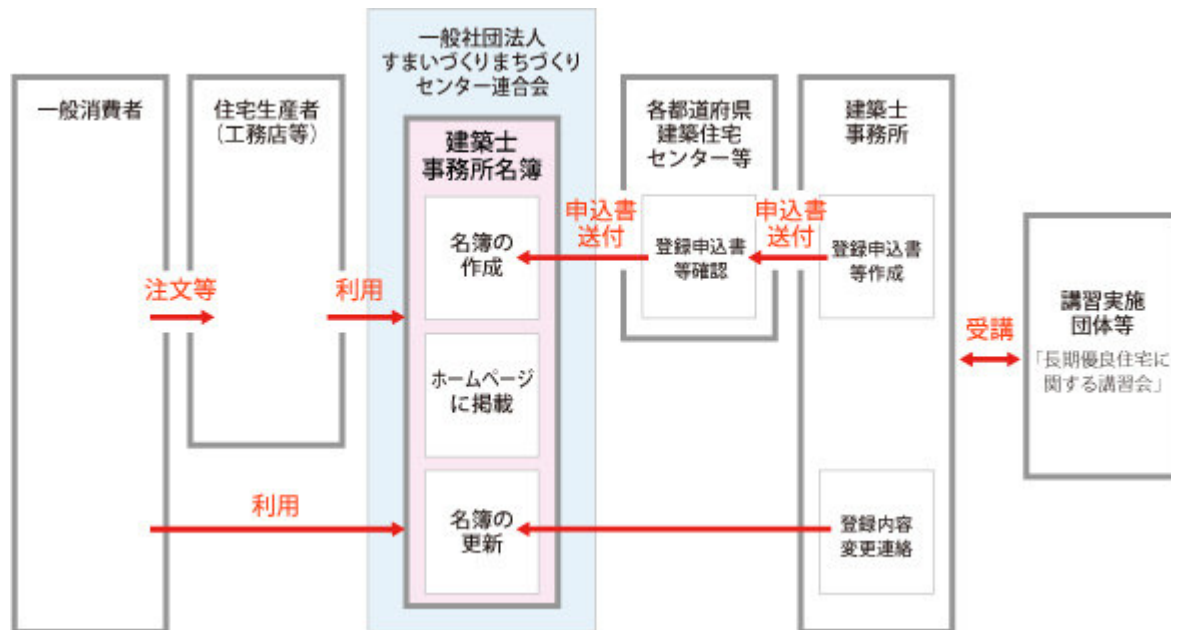 一般消費者
注文等
利用
住宅生産者
（工務店等）
利用
一般社団法人
すまいづくりまちづくり
センター連合会
建築士
事務所名簿
名簿の
作成
ホームページ
に掲載
名簿の
更新
申込書
送付
各都道府県
建築住宅
センター等
登録申込書
等確認
申込書
送付
建築士
事務所
登録申込書
等作成
登録内容
変更連絡
受講
講習実施
団体等
「長期優良住宅に
関する講習会」